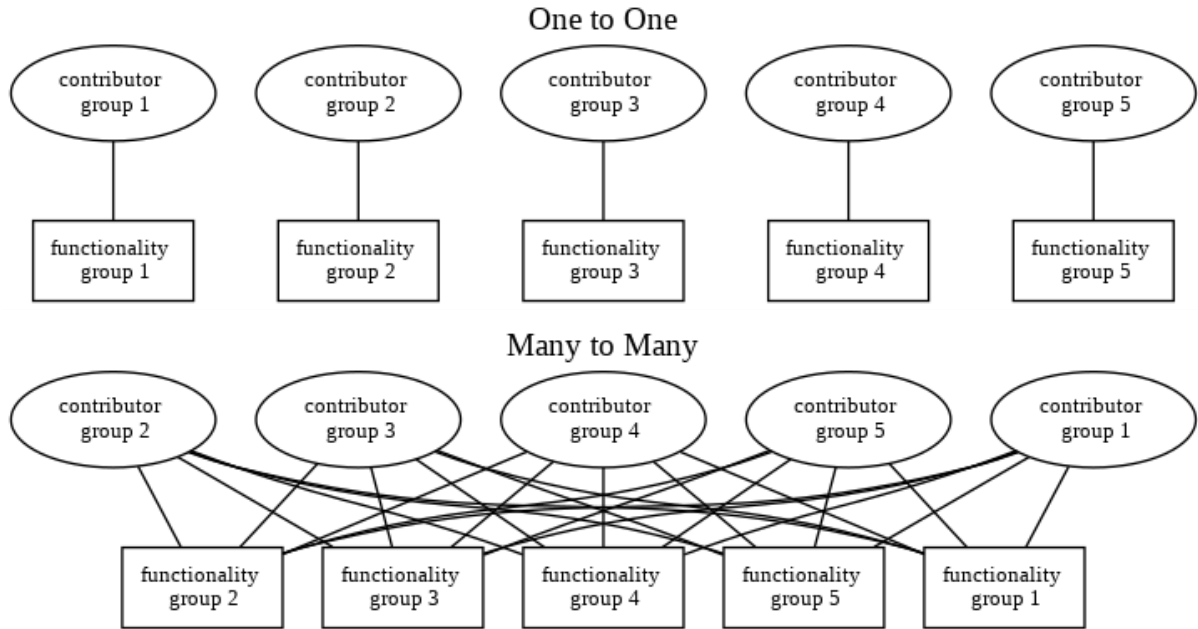 One to One
contributor
group 1
contributor
group 2
contributor
group 3
contributor
group 4
contributor
group 5
functionality
group 1
functionality
group 2
functionality
group 3
functionality
group 4
functionality
group 5
Many to Many
contributor
group 2
contributor
group 3
contributor
group 4
contributor
group 5
contributor
group 1
functionality
group 2
functionality
group 3
functionality
group 4
functionality
group 5
functionality
group 1